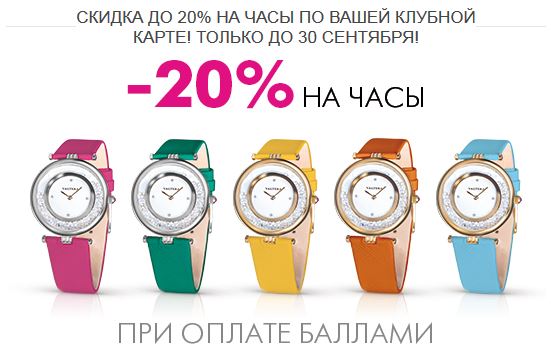 СКИДКА ДО 20% НА ЧАСЫ ПО ВАШЕЙ КЛУБНОЙ
КАРТЕ! ТОЛЬКО ДО 30 СЕНТЯБРЯ!
-20% НА ЧАСЫ
ПРИ ОПЛАТЕ БАЛЛАМИ